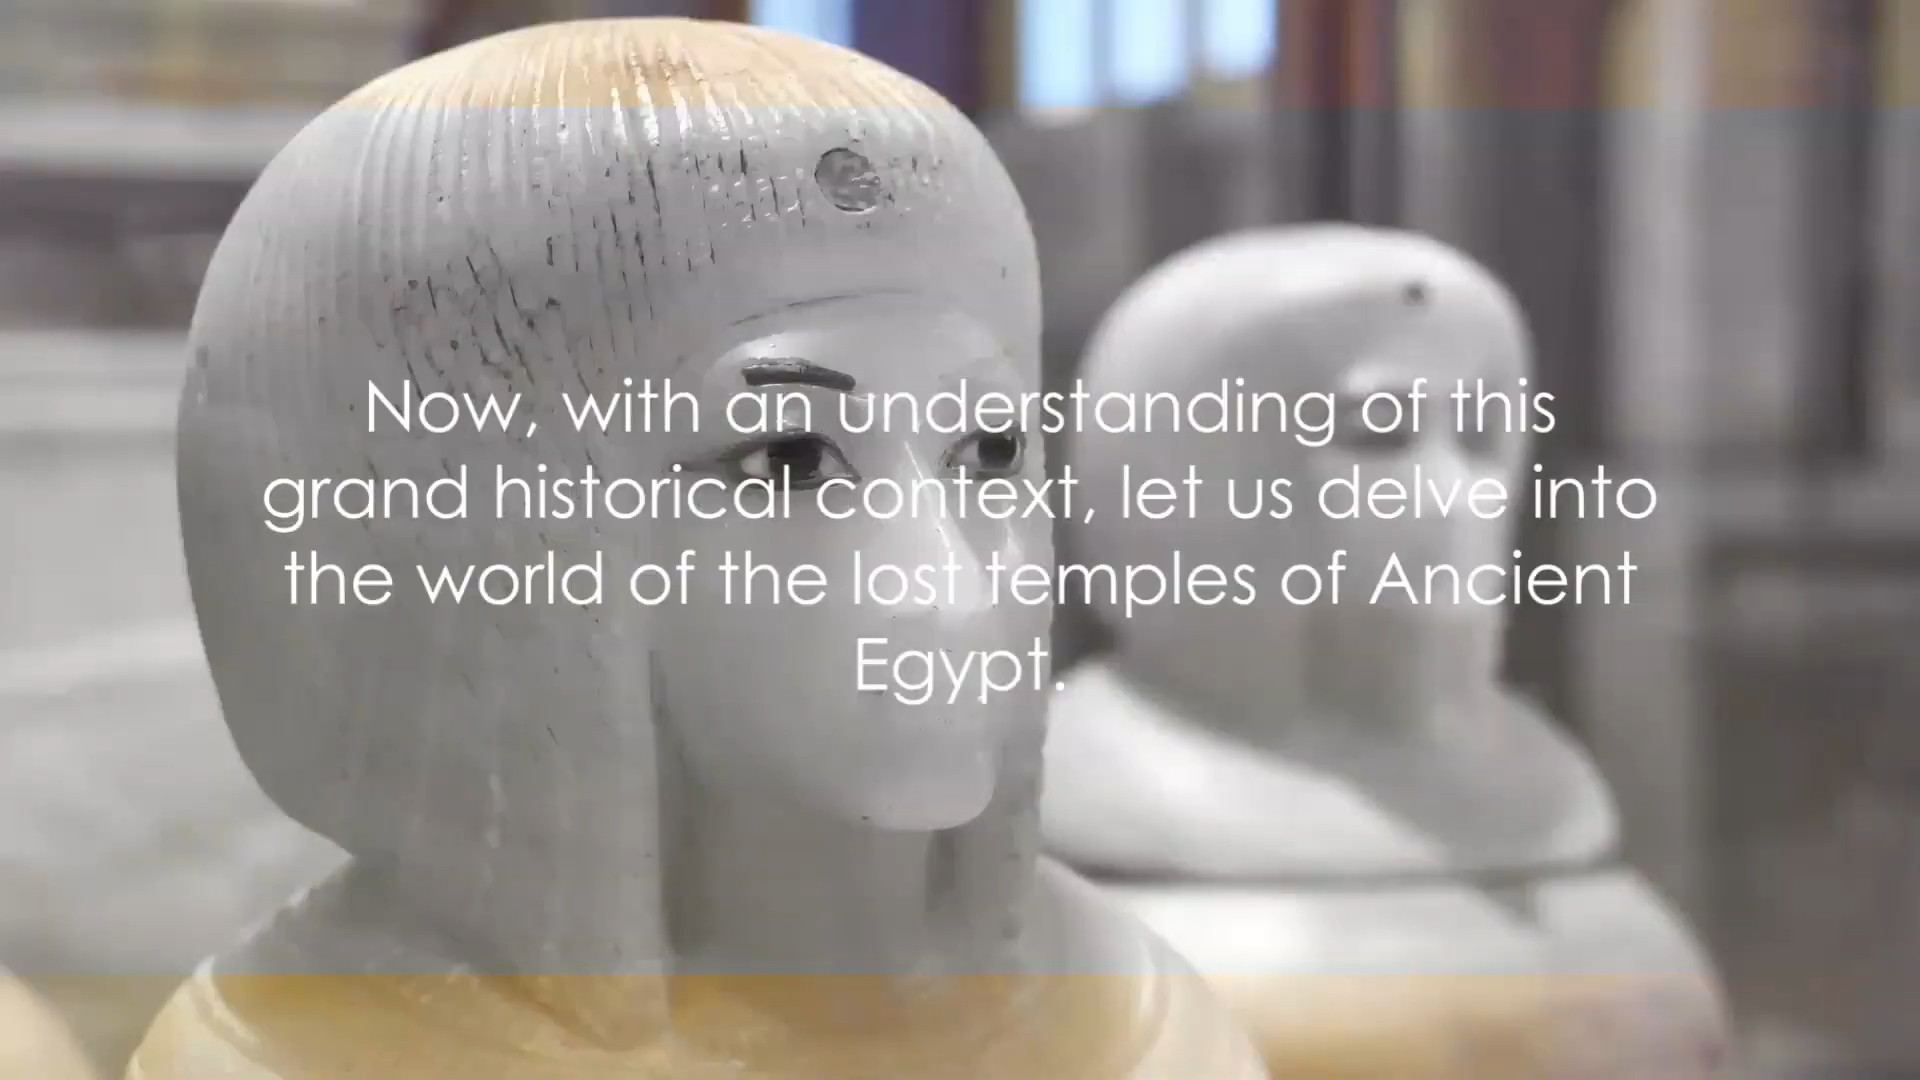 Now, with an understanding of this
grand historical context, let us delve into
the world of the lost temples of Ancient
Egypt.